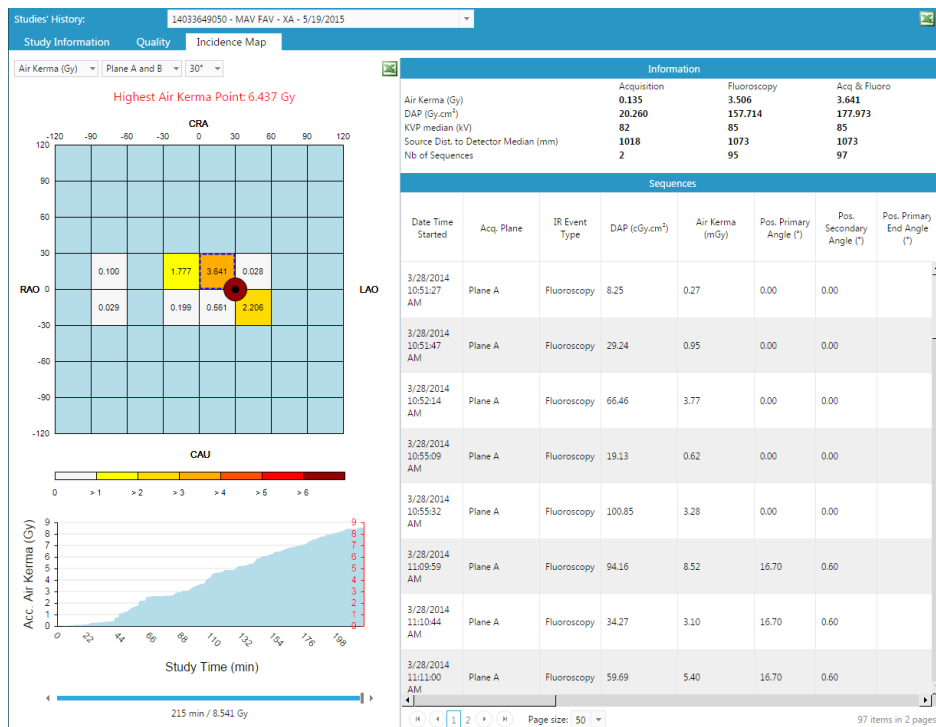 Studies' History: 14033649050 - MAV FAV - XA - 5/19/2015
Study Information Quality Incidence Map
Air Kerma (Gy) Plane A and B 30°
Highest Air Kerma Point: 6.437 Gy
CRA
-120 -90 -60 -30 0 30 60 90 120
120
90
60
30
0.100 1.777 3.641 0.028
RAO 0 LAO
0.029 0.199 0.561 2.206
-30
-60
-90
-120
CAU
0 > 1 > 2 > 3 > 4 > 5 > 6
Acc. Air Kerma (Gy)
9 9
8 8
7 7
6 6
5 5
4 4
3 3
2 2
1 1
0 0
0 22 44 66 88 110 132 154 176 198
Study Time (min)
215 min / 8.541 Gy
Information
Acquisition Fluoroscopy Acq & Fluoro
Air Kerma (Gy) 0.135 3.506 3.641
DAP (Gy.cm²) 20.260 157.714 177.973
KVP median (kV) 82 85 85
Source Dist. to Detector Median (mm) 1018 1073 1073
Nb of Sequences 2 95 97
Sequences
Date Time Started Acq. Plane IR Event Type DAP (cGy.cm²) Air Kerma (mGy) Pos. Primary Angle (°) Pos. Secondary Angle (°) Pos. Primary End Angle (°)
3/28/2014 10:51:27 AM Plane A Fluoroscopy 8.25 0.27 0.00 0.00
3/28/2014 10:51:47 AM Plane A Fluoroscopy 29.24 0.95 0.00 0.00
3/28/2014 10:52:14 AM Plane A Fluoroscopy 66.46 3.77 0.00 0.00
3/28/2014 10:55:09 AM Plane A Fluoroscopy 19.13 0.62 0.00 0.00
3/28/2014 10:55:32 AM Plane A Fluoroscopy 100.85 3.28 0.00 0.00
3/28/2014 11:09:59 AM Plane A Fluoroscopy 94.16 8.52 16.70 0.60
3/28/2014 11:10:44 AM Plane A Fluoroscopy 34.27 3.10 16.70 0.60
3/28/2014 11:11:00 AM Plane A Fluoroscopy 59.69 5.40 16.70 0.60
1 2 Page size: 50 97 items in 2 pages